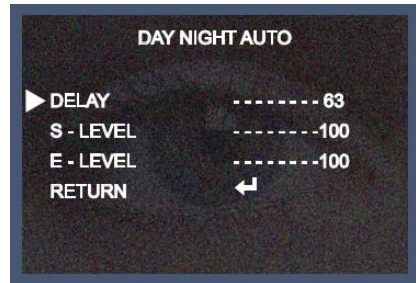 DAY NIGHT AUTO
DELAY - - - - - - - - 63
S - LEVEL - - - - - - - -100
E - LEVEL - - - - - - - -100
RETURN ↵